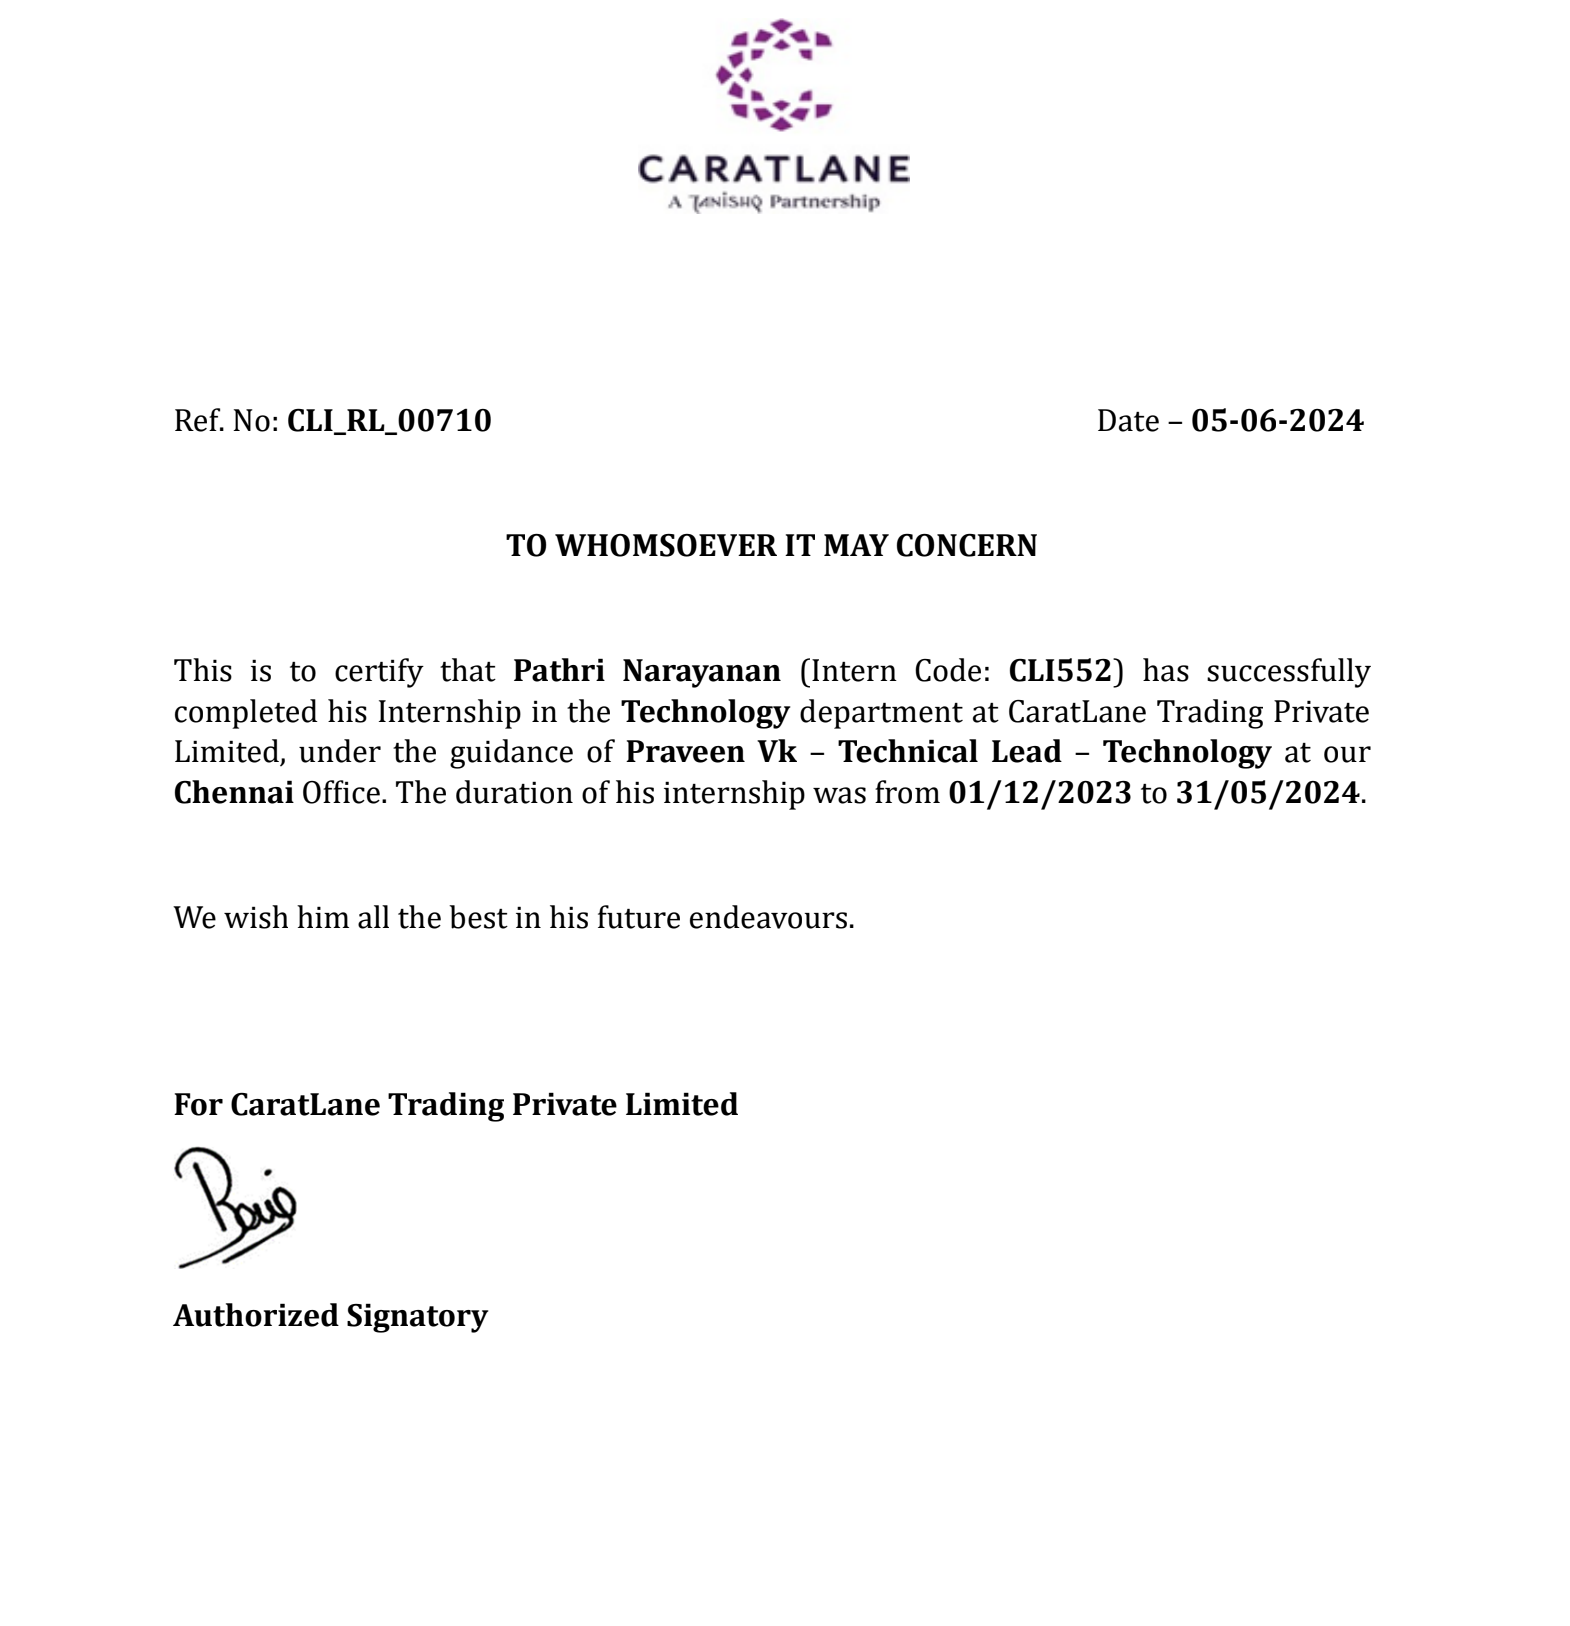 CARATLANE
A TANISHQ Partnership
Ref. No: CLI_RL_00710 Date – 05-06-2024
TO WHOMSOEVER IT MAY CONCERN
This is to certify that Pathri Narayanan (Intern Code: CLI552) has successfully
completed his Internship in the Technology department at CaratLane Trading Private
Limited, under the guidance of Praveen Vk – Technical Lead – Technology at our
Chennai Office. The duration of his internship was from 01/12/2023 to 31/05/2024.
We wish him all the best in his future endeavours.
For CaratLane Trading Private Limited
Authorized Signatory